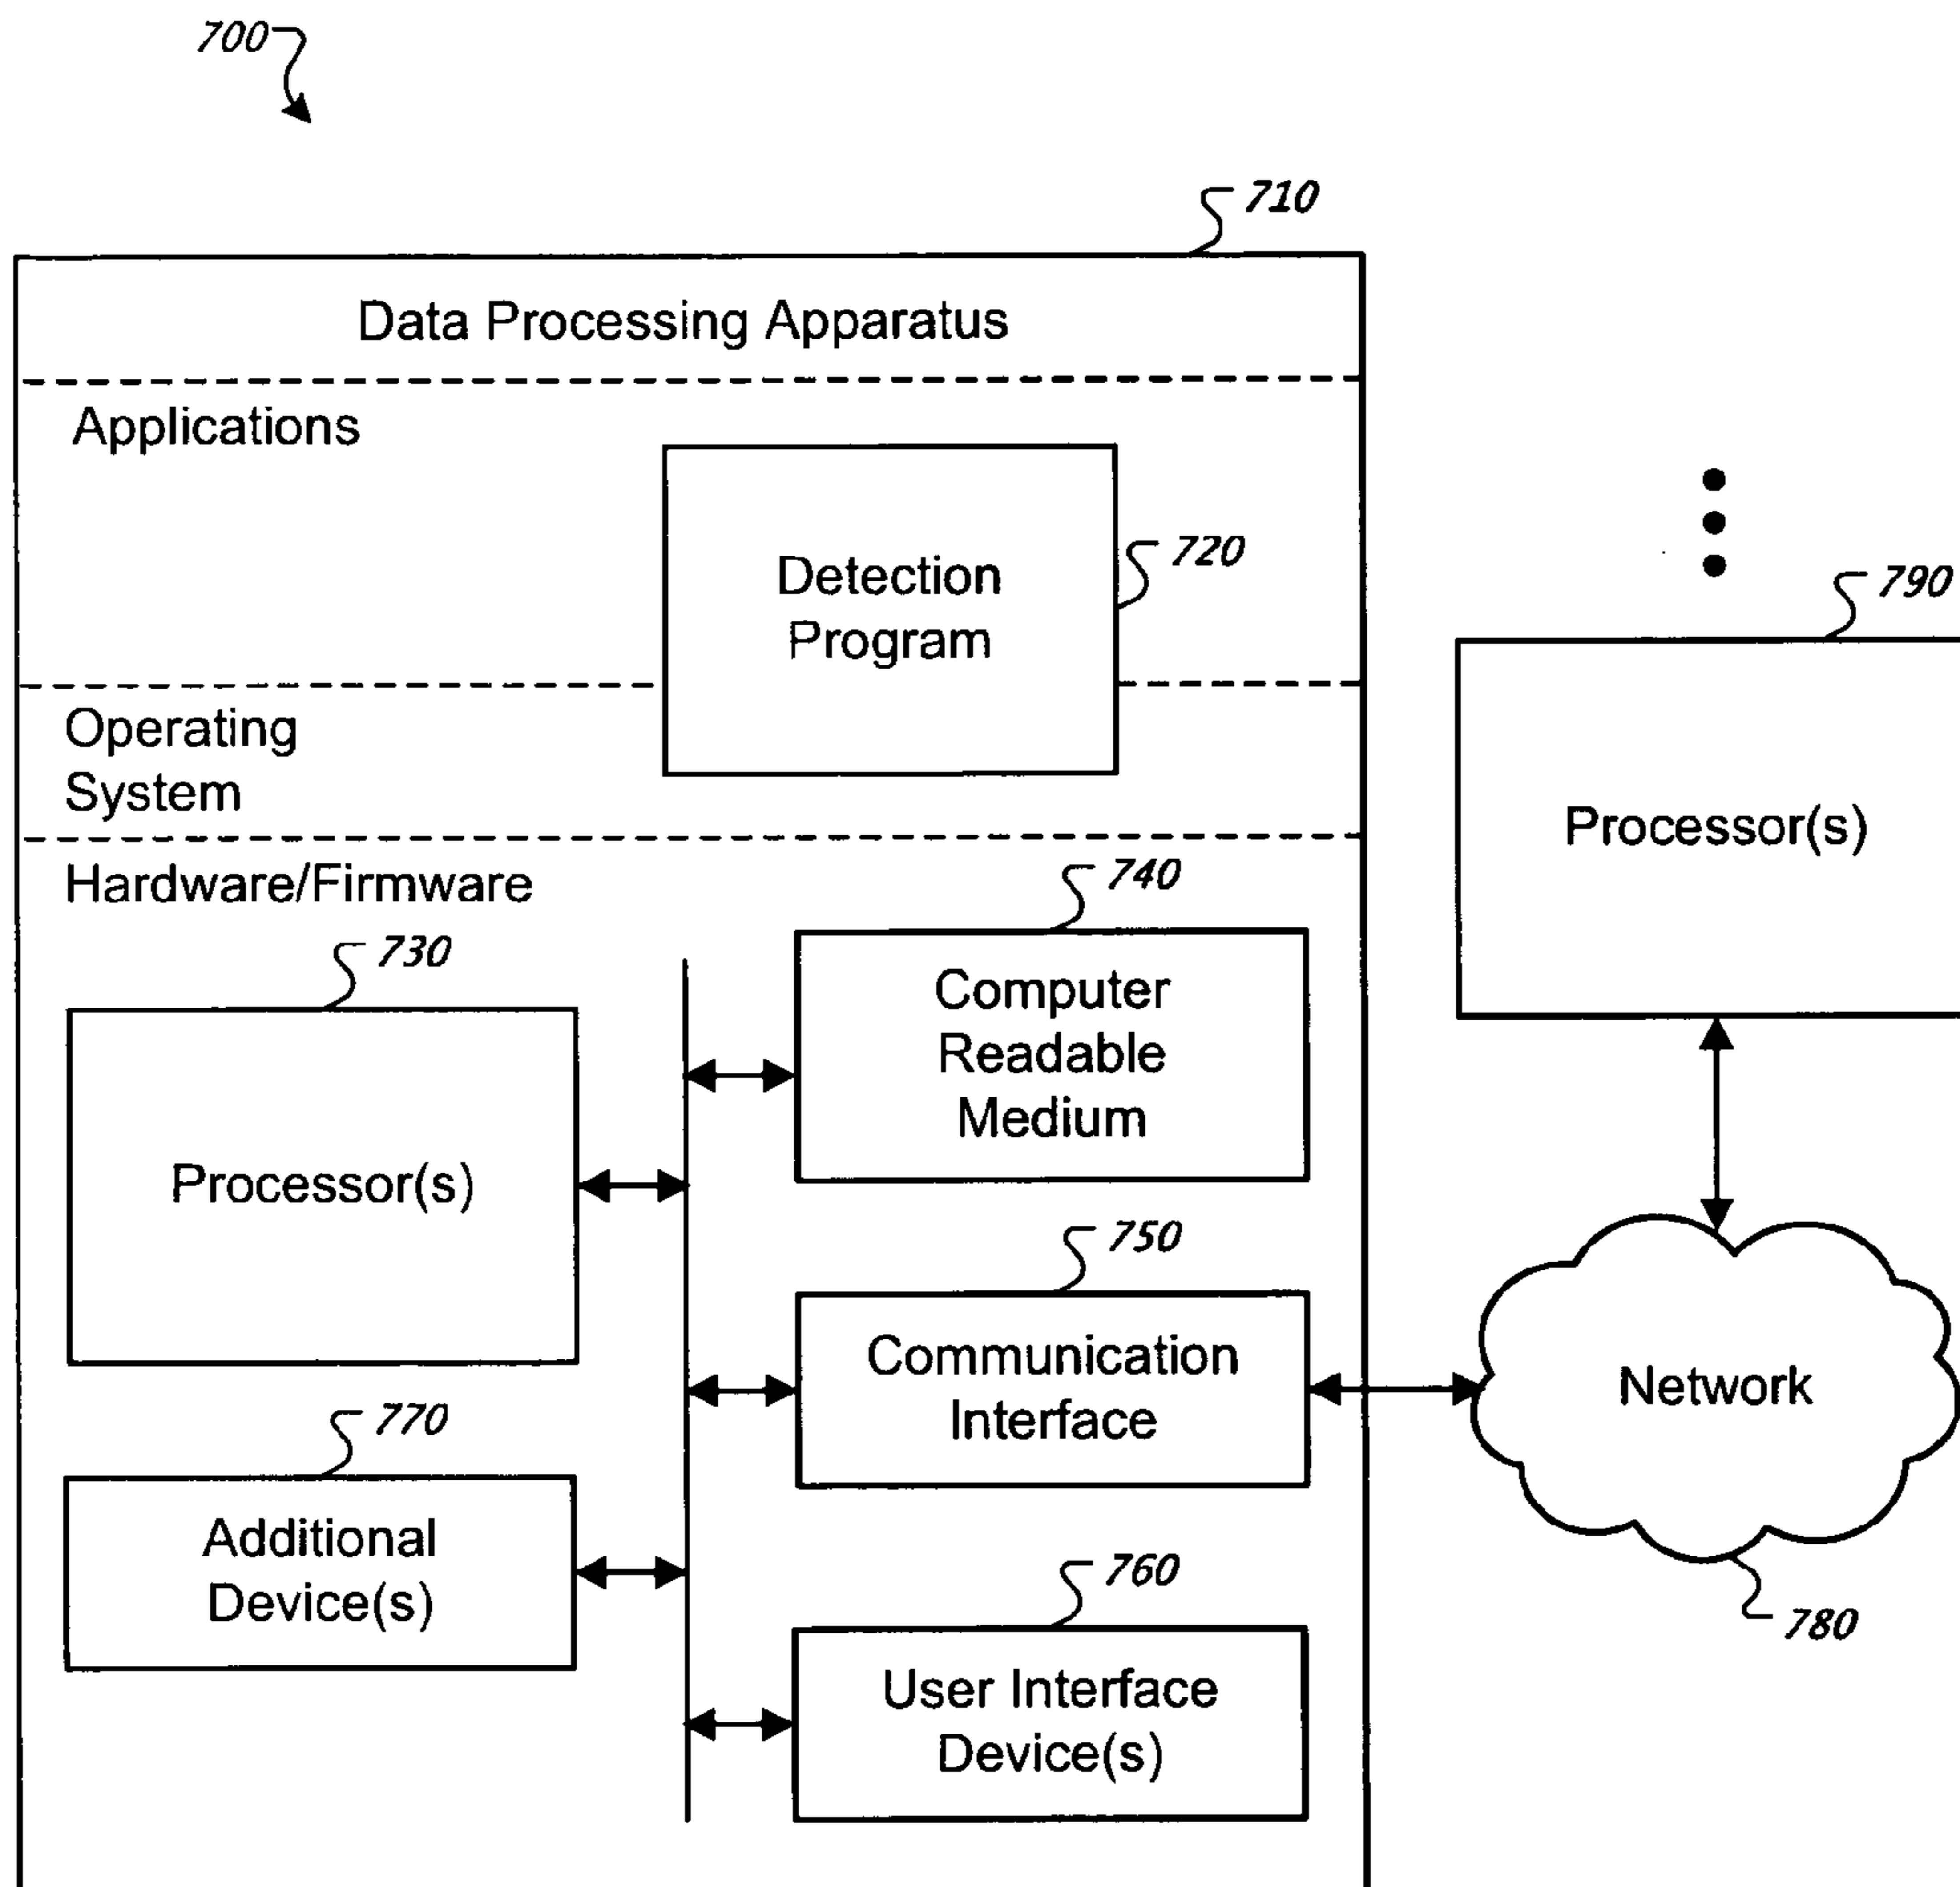 700
710
Data Processing Apparatus
Applications
Detection
Program
720
790
Processor(s)
Operating
System
Hardware/Firmware
740
Computer
Readable
Medium
730
Processor(s)
750
Communication
Interface
Network
780
770
Additional
Device(s)
760
User Interface
Device(s)